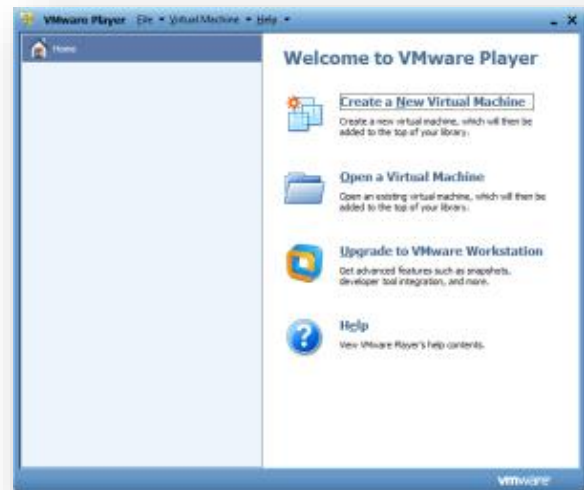 VMware Player File Virtual Machine Help
Home
Welcome to VMware Player
Create a New Virtual Machine
Create a new virtual machine, which will then be
added to the top of your library.
Open a Virtual Machine
Open an existing virtual machine, which will then be
added to the top of your library.
Upgrade to VMware Workstation
Get advanced features such as snapshots,
developer tool integration, and more.
Help
View VMware Player's help contents.
vmware